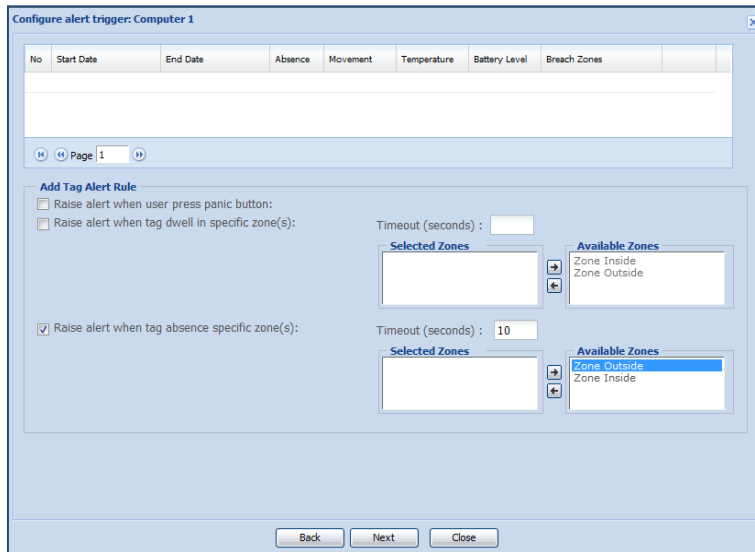 Configure alert trigger: Computer 1
No Start Date End Date Absence Movement Temperature Battery Level Breach Zones
Page 1
Add Tag Alert Rule
Raise alert when user press panic button:
Raise alert when tag dwell in specific zone(s): Timeout (seconds) :
Selected Zones Available Zones
Zone Inside
Zone Outside
Raise alert when tag absence specific zone(s): Timeout (seconds) : 10
Selected Zones Available Zones
Zone Outside
Zone Inside
Back Next Close